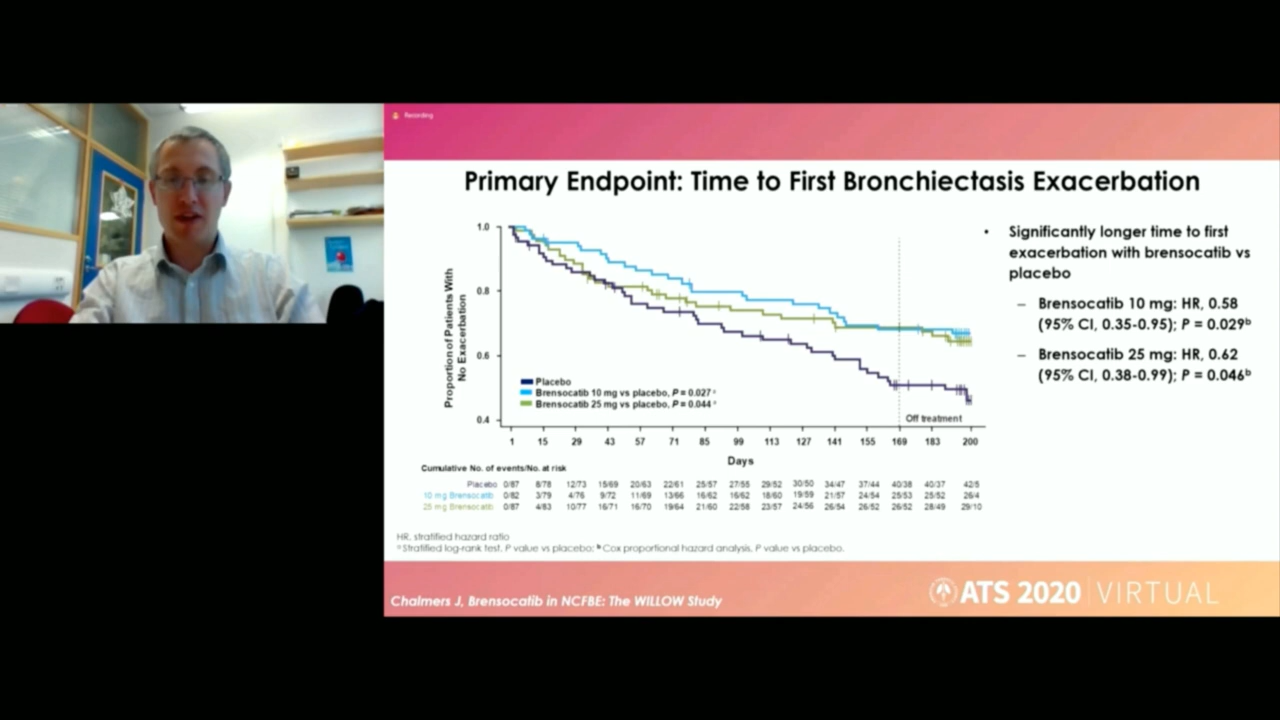 Recording
Primary Endpoint: Time to First Bronchiectasis Exacerbation
Proportion of Patients With
No Exacerbation
1.0
0.8
0.6
0.4
Placebo
Brensocatib 10 mg vs placebo, P = 0.027 a
Brensocatib 25 mg vs placebo, P = 0.044 a
Off treatment
1 15 29 43 57 71 85 99 113 127 141 155 169 183 200
Days
Cumulative No. of events/No. at risk
Placebo 0/87 8/78 12/73 15/69 20/63 22/61 25/57 27/55 29/52 30/50 34/47 37/44 40/38 40/37 42/5
10 mg Brensocatib 0/82 3/79 4/76 9/72 11/69 13/66 16/62 16/62 18/60 19/59 21/57 24/54 25/53 25/52 26/4
25 mg Brensocatib 0/87 4/83 10/77 16/71 16/70 19/64 21/60 22/58 23/57 24/56 26/54 26/52 26/52 28/49 29/10
• Significantly longer time to first
exacerbation with brensocatib vs
placebo
– Brensocatib 10 mg: HR, 0.58
(95% CI, 0.35-0.95); P = 0.029b
– Brensocatib 25 mg: HR, 0.62
(95% CI, 0.38-0.99); P = 0.046b
HR, stratified hazard ratio
a Stratified log-rank test, P value vs placebo; b Cox proportional hazard analysis, P value vs placebo.
Chalmers J, Brensocatib in NCFBE: The WILLOW Study
ATS 2020 | VIRTUAL